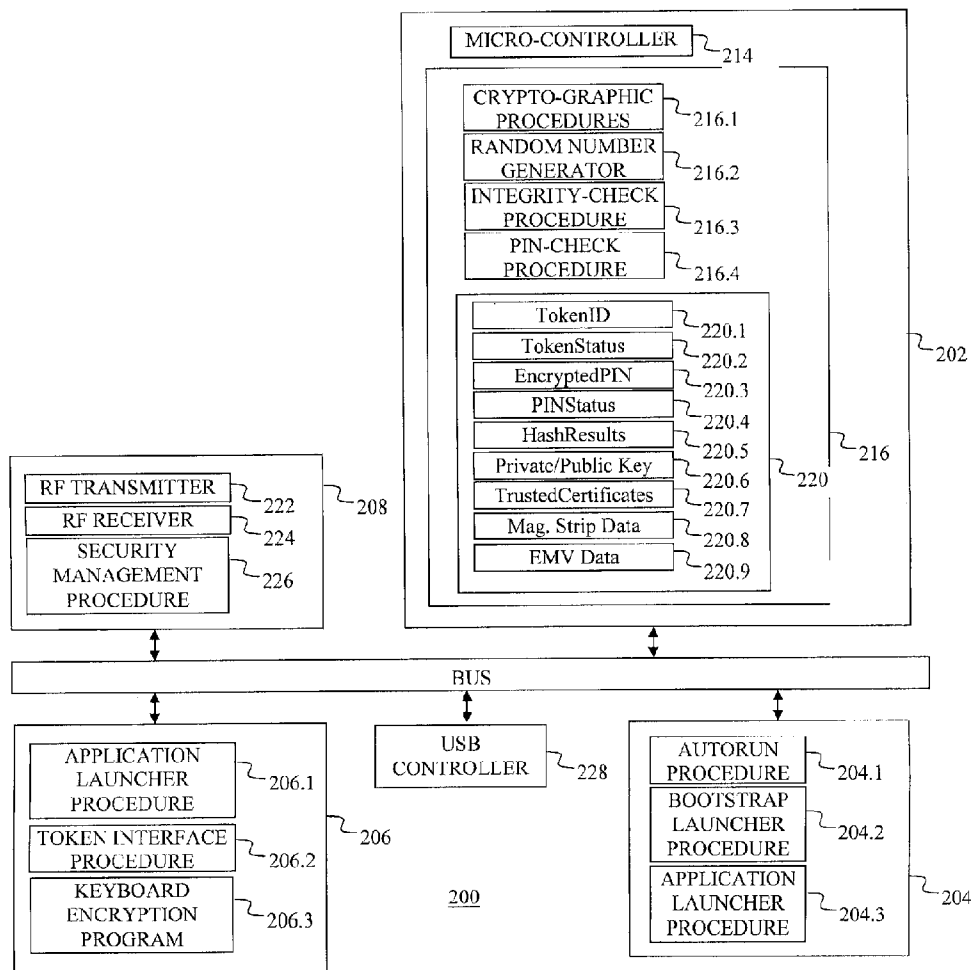 MICRO-CONTROLLER
214
CRYPTO-GRAPHIC
PROCEDURES
216.1
RANDOM NUMBER
GENERATOR
216.2
INTEGRITY-CHECK
PROCEDURE
216.3
PIN-CHECK
PROCEDURE
216.4
TokenID
220.1
TokenStatus
220.2
EncryptedPIN
220.3
PINStatus
220.4
HashResults
220.5
Private/Public Key
220.6
TrustedCertificates
220.7
Mag. Strip Data
220.8
EMV Data
220.9
220
216
202
RF TRANSMITTER
222
RF RECEIVER
224
SECURITY
MANAGEMENT
PROCEDURE
226
208
BUS
APPLICATION
LAUNCHER
PROCEDURE
206.1
TOKEN INTERFACE
PROCEDURE
206.2
KEYBOARD
ENCRYPTION
PROGRAM
206.3
206
USB
CONTROLLER
228
200
AUTORUN
PROCEDURE
204.1
BOOTSTRAP
LAUNCHER
PROCEDURE
204.2
APPLICATION
LAUNCHER
PROCEDURE
204.3
204